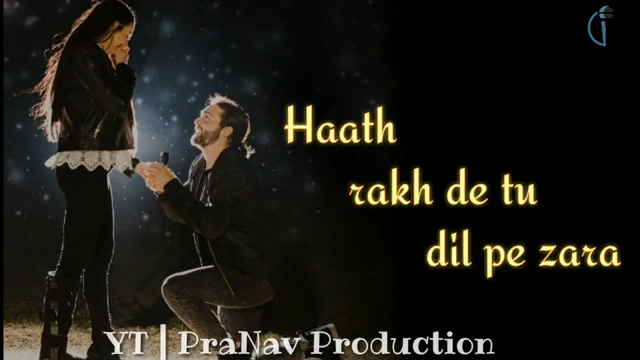 Haath
rakh de tu
dil pe zara
YT | PraNav Production